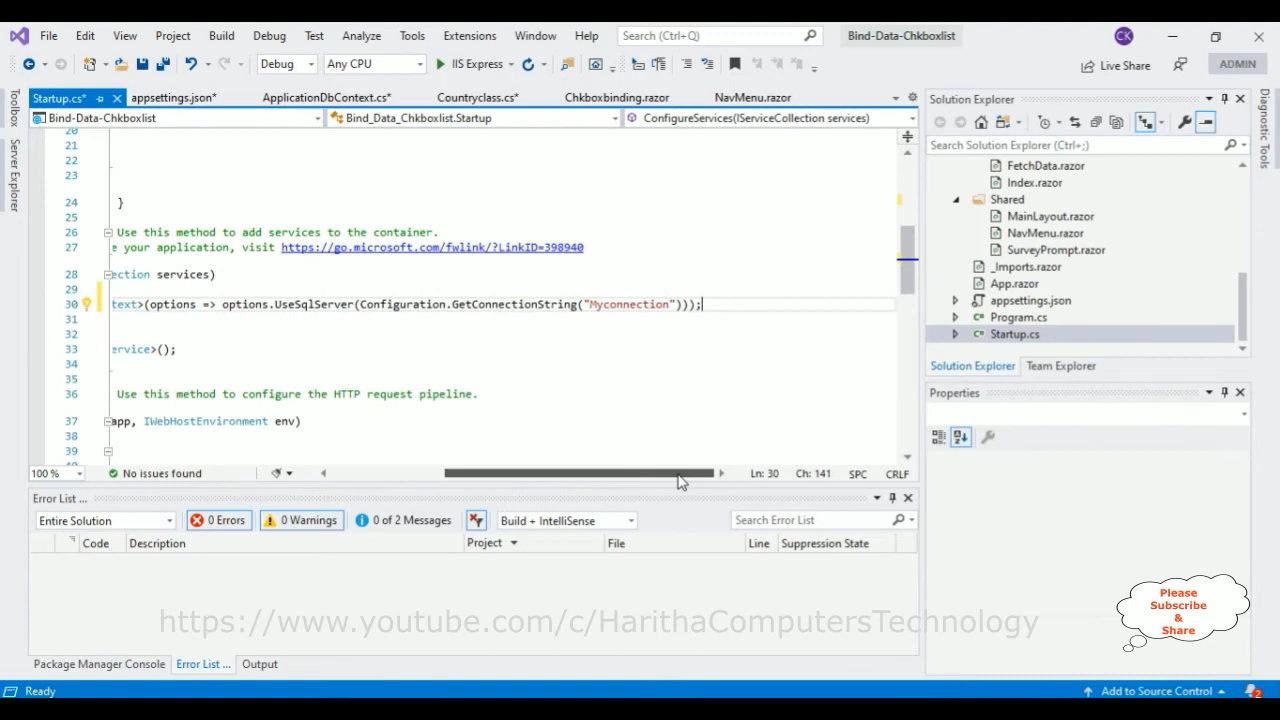 File Edit View Project Build Debug Test Analyze Tools Extensions Window Help Search (Ctrl+Q) Bind-Data-Chkboxlist CK
Debug Any CPU IIS Express Live Share ADMIN
Startup.cs* appsettings.json* ApplicationDbContext.cs* Countryclass.cs* Chkboxbinding.razor NavMenu.razor
Bind-Data-Chkboxlist Bind_Data_Chkboxlist.Startup ConfigureServices(IServiceCollection services)
Toolbox
Server Explorer
20
21
22
23
24 }
25
26 Use this method to add services to the container.
27 e your application, visit https://go.microsoft.com/fwlink/?LinkID=398940
28 ection services)
29
30 text>(options => options.UseSqlServer(Configuration.GetConnectionString("Myconnection")));
31
32
33 ervice>();
34
35
36 Use this method to configure the HTTP request pipeline.
37 app, IWebHostEnvironment env)
38
39
100 % No issues found Ln: 30 Ch: 141 SPC CRLF
Solution Explorer
Search Solution Explorer (Ctrl+;)
FetchData.razor
Index.razor
Shared
MainLayout.razor
NavMenu.razor
SurveyPrompt.razor
_Imports.razor
App.razor
appsettings.json
Program.cs
Startup.cs
Solution Explorer Team Explorer
Properties
Diagnostic Tools
Error List ...
Entire Solution 0 Errors 0 Warnings 0 of 2 Messages Build + IntelliSense Search Error List
Code Description Project File Line Suppression State
https://www.youtube.com/c/HarithaComputersTechnology
Please
Subscribe
&
Share
Package Manager Console Error List ... Output
Ready Add to Source Control 2